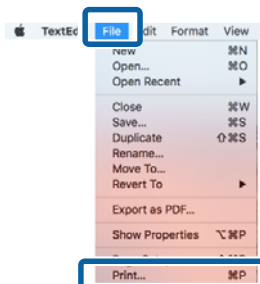 TextEd File dit Format View
New ⌘N
Open... ⌘O
Open Recent ▶
Close ⌘W
Save... ⌘S
Duplicate ⇧⌘S
Rename...
Move To...
Revert To ▶
Export as PDF...
Show Properties ⌥⌘P
Print... ⌘P